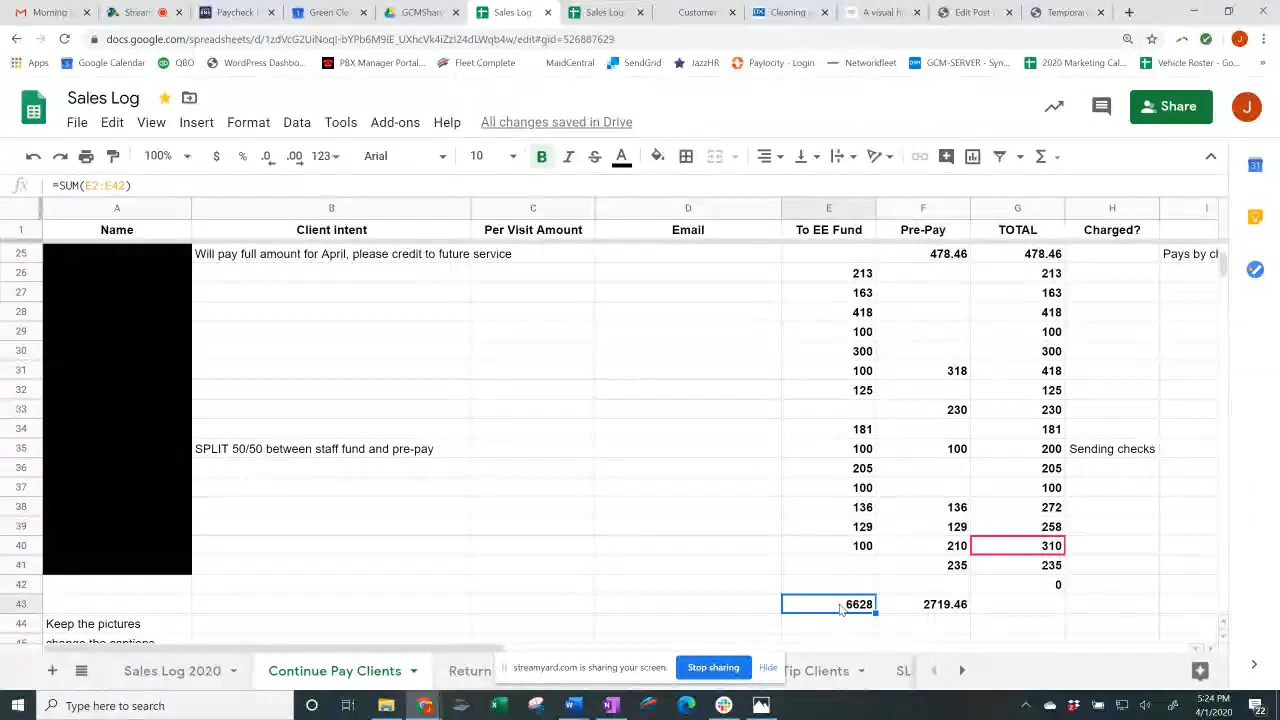 Morning
Stream
Paycheck
Green Cle
GCMShar
Sales Log
Sales Log
Customer
Cleaning
A visual fi
Edit Post
Temporar
docs.google.com/spreadsheets/d/
edit#gid=526887629
Apps Google Calendar QBO WordPress Dashbo... PBX Manager Portal... Fleet Complete MaidCentral SendGrid JazzHR Paylocity - Login Networkfleet GCM-SERVER - Syn... 2020 Marketing Cal... Vehicle Roster - Go...
Sales Log
File Edit View Insert Format Data Tools Add-ons Help All changes saved in Drive
Share
J
100% $ % .0 .00 123 Arial 10 B I S A
fx =SUM(E2:E42)
A B C D E F G H I
1 Name Client intent Per Visit Amount Email To EE Fund Pre-Pay TOTAL Charged?
25 Will pay full amount for April, please credit to future service 478.46 478.46 Pays by cl
26 213 213
27 163 163
28 418 418
29 100 100
30 300 300
31 100 318 418
32 125 125
33 230 230
34 181 181
35 SPLIT 50/50 between staff fund and pre-pay 100 100 200 Sending checks
36 205 205
37 100 100
38 136 136 272
39 129 129 258
40 100 210 310
41 235 235
42 0
43 6628 2719.46
44 Keep the pictures
change the captions
Sales Log 2020 Continue Pay Clients Return streamyard.com is sharing your screen. Stop sharing Hide Tip Clients SL
Type here to search
5:24 PM
4/1/2020
22